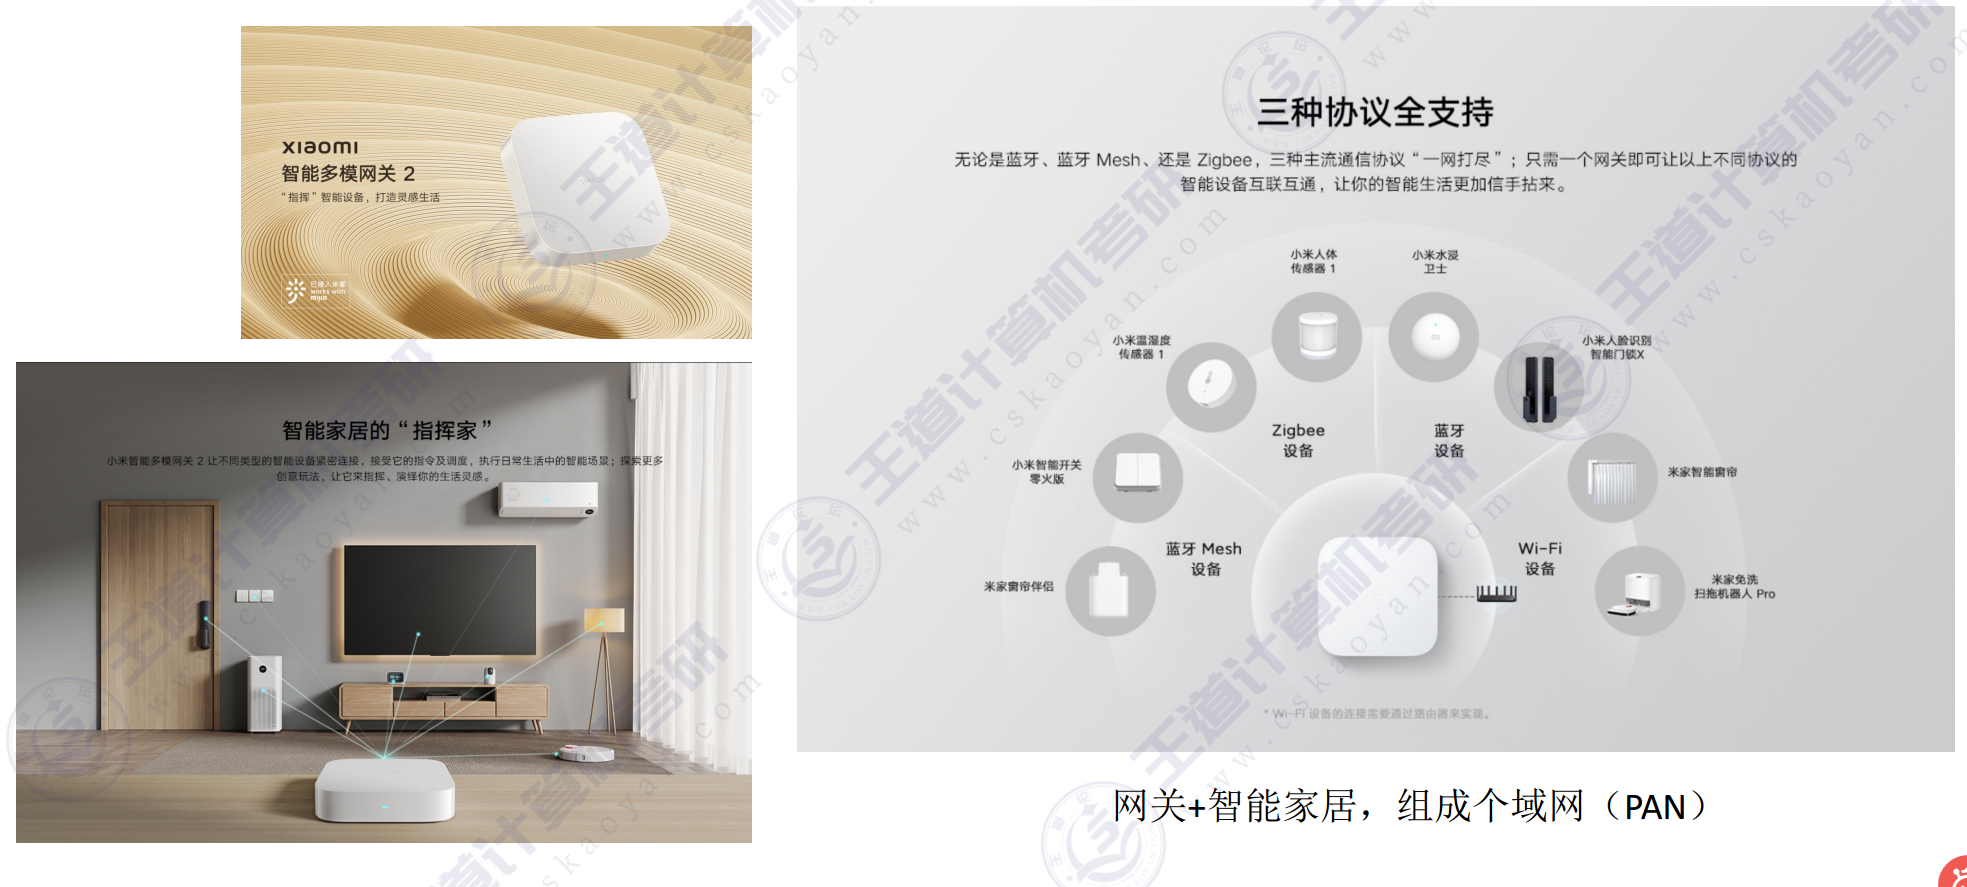 xiaomi
智能多模网关 2
“指挥”智能设备，打造灵感生活
已接入米家
works with
mijia
智能家居的“指挥家”
小米智能多模网关 2 让不同类型的智能设备紧密连接，接受它的指令及调度，执行日常生活中的智能场景；探索更多
创意玩法，让它来指挥、演绎你的生活灵感。
三种协议全支持
无论是蓝牙、蓝牙 Mesh、还是 Zigbee，三种主流通信协议“一网打尽”；只需一个网关即可让以上不同协议的
智能设备互联互通，让你的智能生活更加信手拈来。
小米人体
传感器 1
小米水浸
卫士
小米温湿度
传感器 1
小米人脸识别
智能门锁X
Zigbee
设备
蓝牙
设备
小米智能开关
零火版
米家智能窗帘
蓝牙 Mesh
设备
Wi-Fi
设备
米家窗帘伴侣
米家免洗
扫拖机器人 Pro
* Wi-Fi 设备的连接需要通过路由器来实现。
网关+智能家居，组成个域网（PAN）
王道计算机考研
www.cskaoyan.com